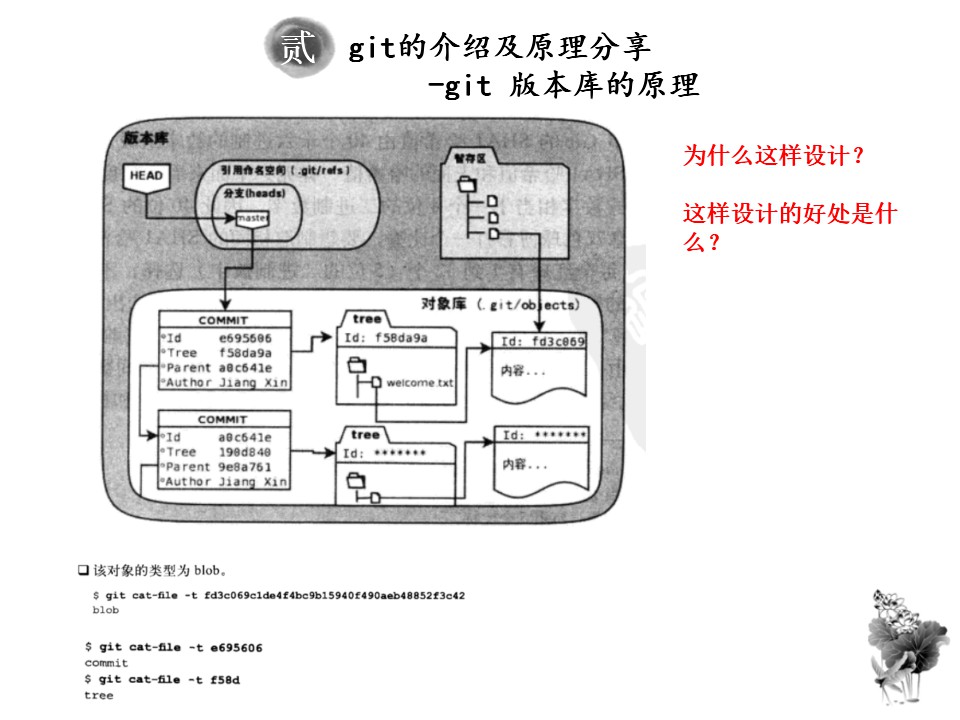 贰
git的介绍及原理分享
-git 版本库的原理
版本库
HEAD
引用命名空间 (.git/refs)
分支(heads)
master
暂存区
为什么这样设计？
这样设计的好处是什
么？
对象库 (.git/objects)
COMMIT
Id e695606
Tree f58da9a
Parent a0c641e
Author Jiang Xin
tree
Id: f58da9a
welcome.txt
Id: fd3c069
内容...
COMMIT
Id a0c641e
Tree 190d840
Parent 9e8a761
Author Jiang Xin
tree
Id: *******
Id: *******
内容...
❑ 该对象的类型为 blob。
$ git cat-file -t fd3c069c1de4f4bc9b15940f490aeb48852f3c42
blob
$ git cat-file -t e695606
commit
$ git cat-file -t f58d
tree